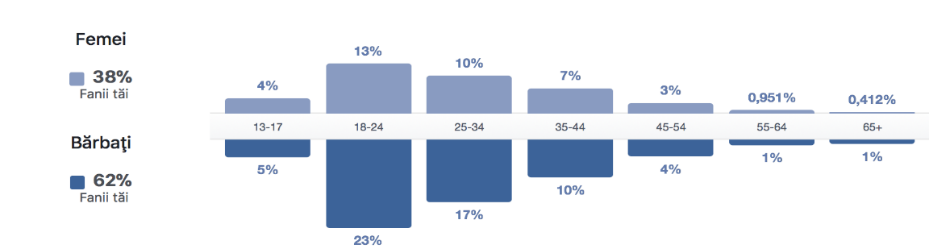 Femei
38%
Fanii tăi
Bărbaţi
62%
Fanii tăi
4% 13% 10% 7% 3% 0,951% 0,412%
13-17 18-24 25-34 35-44 45-54 55-64 65+
5% 23% 17% 10% 4% 1% 1%